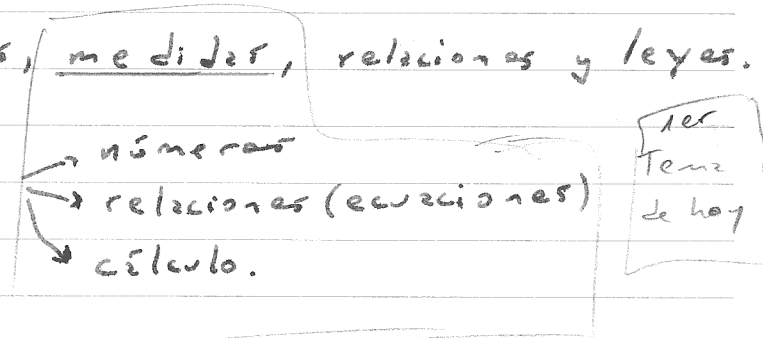 s, medidas, relaciones y leyes.
→ números
→ relaciones (ecuaciones)
→ cálculo.
1er
Tema
de hoy